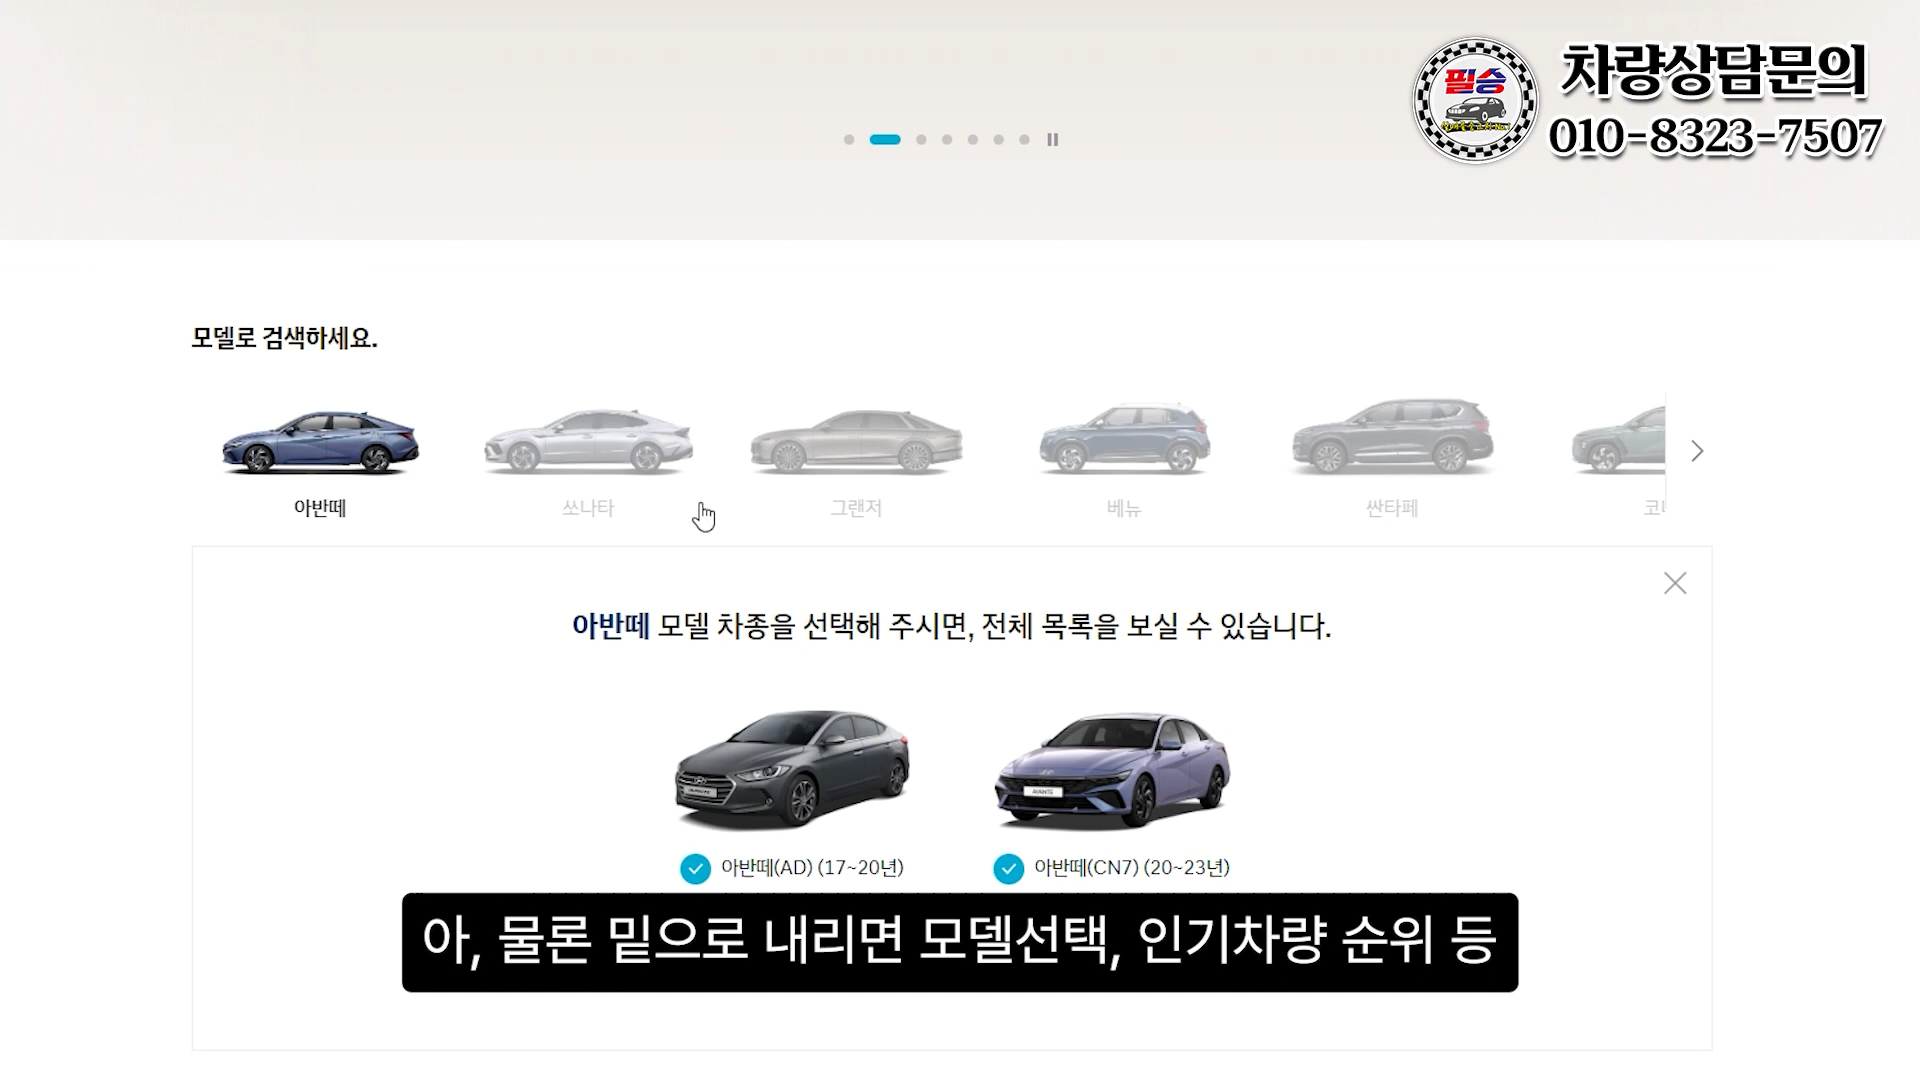 필승
차량상담문의
010-8323-7507
모델로 검색하세요.
아반떼
쏘나타
그랜저
베뉴
싼타페
아반떼 모델 차종을 선택해 주시면, 전체 목록을 보실 수 있습니다.
AVANTE
아반떼(AD) (17~20년)
아반떼(CN7) (20~23년)
아, 물론 밑으로 내리면 모델선택, 인기차량 순위 등